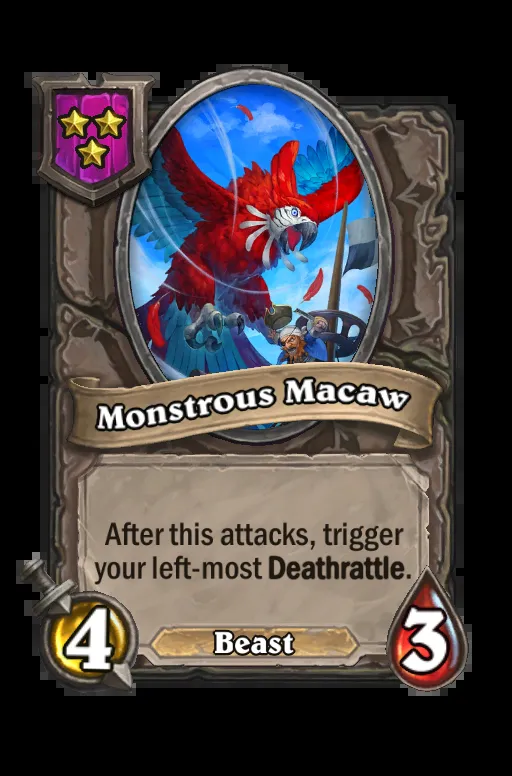 Monstrous Macaw
After this attacks, trigger
your left-most Deathrattle.
4
Beast
3